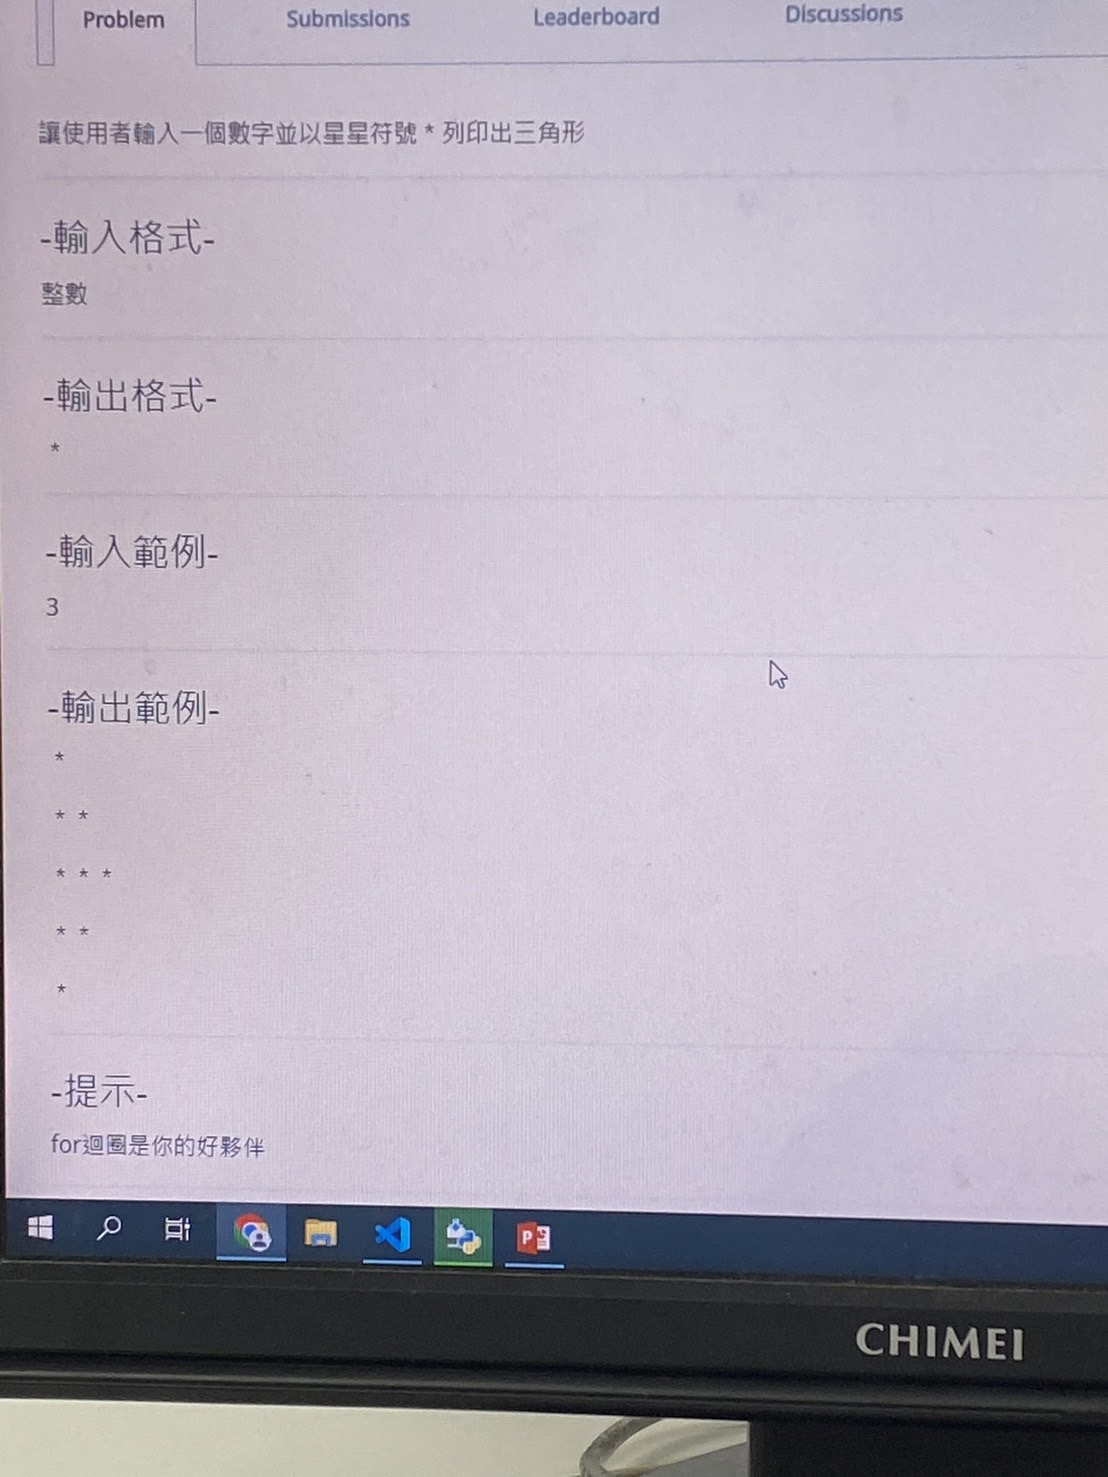 Problem Submissions Leaderboard Discussions
讓使用者輸入一個數字並以星星符號 * 列印出三角形
-輸入格式-
整數
-輸出格式-
*
-輸入範例-
3
-輸出範例-
*
* *
* * *
* *
*
-提示-
for迴圈是你的好夥伴
CHIMEI